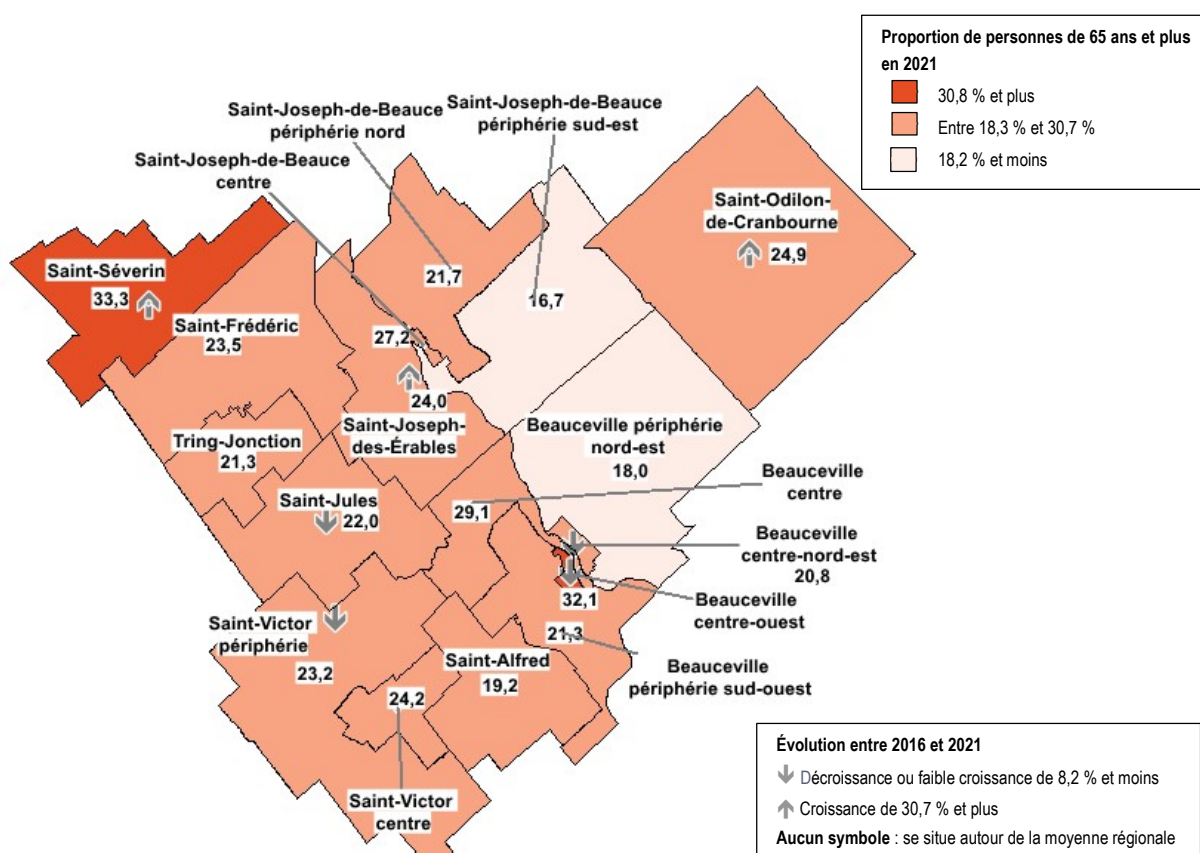 Proportion de personnes de 65 ans et plus
en 2021
30,8 % et plus
Entre 18,3 % et 30,7 %
18,2 % et moins
Saint-Joseph-de-Beauce
périphérie nord
Saint-Joseph-de-Beauce
périphérie sud-est
Saint-Joseph-de-Beauce
centre
Saint-Odilon-
de-Cranbourne
24,9
Saint-Séverin
33,3
21,7
16,7
Saint-Frédéric
23,5
27,2
24,0
Saint-Joseph-
des-Érables
Beauceville périphérie
nord-est
18,0
Tring-Jonction
21,3
Beauceville
centre
Saint-Jules
22,0
29,1
Beauceville
centre-nord-est
20,8
32,1
Beauceville
centre-ouest
Saint-Victor
périphérie
23,2
21,3
Beauceville
périphérie sud-ouest
Saint-Alfred
19,2
24,2
Saint-Victor
centre
Évolution entre 2016 et 2021
Décroissance ou faible croissance de 8,2 % et moins
Croissance de 30,7 % et plus
Aucun symbole : se situe autour de la moyenne régionale